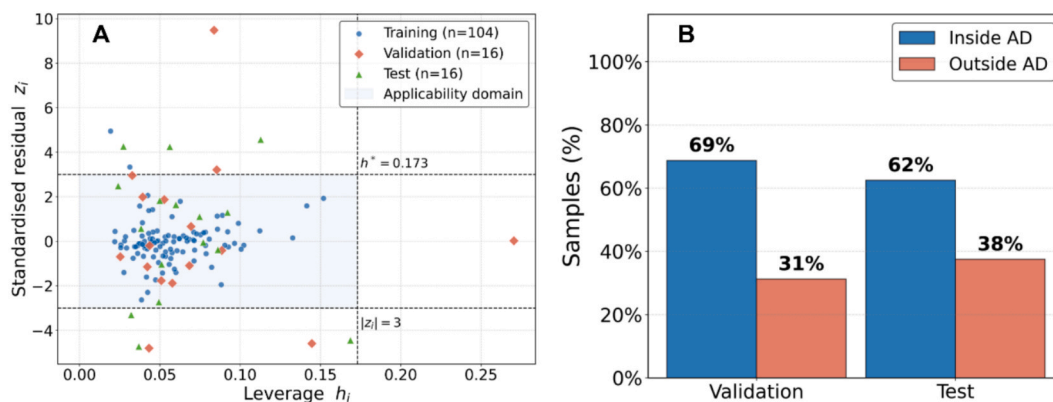 A
Training (n=104)
Validation (n=16)
Test (n=16)
Applicability domain
10
8
6
4
2
0
−2
−4
Standardised residual z_i
h* = 0.173
|z_i| = 3
0.00 0.05 0.10 0.15 0.20 0.25
Leverage h_i
B
Inside AD
Outside AD
100%
80%
60%
40%
20%
0%
Samples (%)
69%
31%
62%
38%
Validation Test